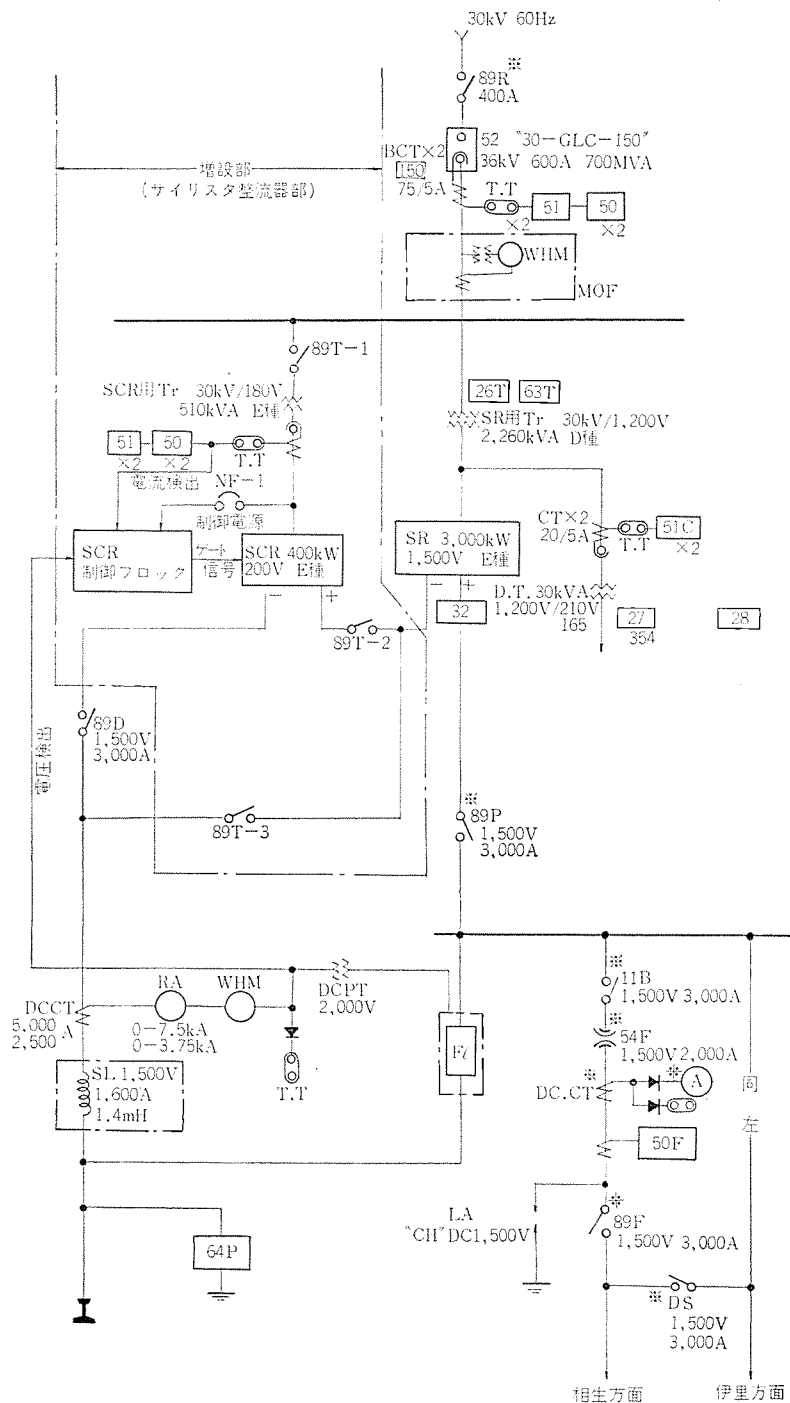 30kV 60Hz
※
89R
400A
増設部
(サイリスタ整流器部)
BCT×2
150
75/5A
52 "30-GLC-150"
36kV 600A 700MVA
T.T
×2
51
50
×2
WHM
MOF
89T-1
SCR用Tr 30kV/180V
510kVA E種
26T
63T
SR用Tr 30kV/1,200V
2,260kVA D種
51
×2
50
×2
T.T
電流検出
NF-1
制御電源
SCR
制御ブロック
ゲート
信号
SCR 400kW
200V E種
− +
SR 3,000kW
1,500V E種
− +
CT×2
20/5A
T.T
51C
×2
32
D.T.30kVA
1,200V/210V
165
27
354
28
89T-2
89D
1,500V
3,000A
電圧検出
89T-3
※
89P
1,500V
3,000A
DCCT
5,000
2,500 A
RA
0-7.5kA
0-3.75kA
WHM
DCPT
2,000V
T.T
Fℓ
SL 1,500V
1,600A
1.4mH
64P
※
11B
1,500V 3,000A
※
54F
1,500V 2,000A
※
DC.CT
※
A
50F
同左
LA
"CH" DC1,500V
※
89F
1,500V 3,000A
※ DS
1,500V
3,000A
相生方面
伊里方面